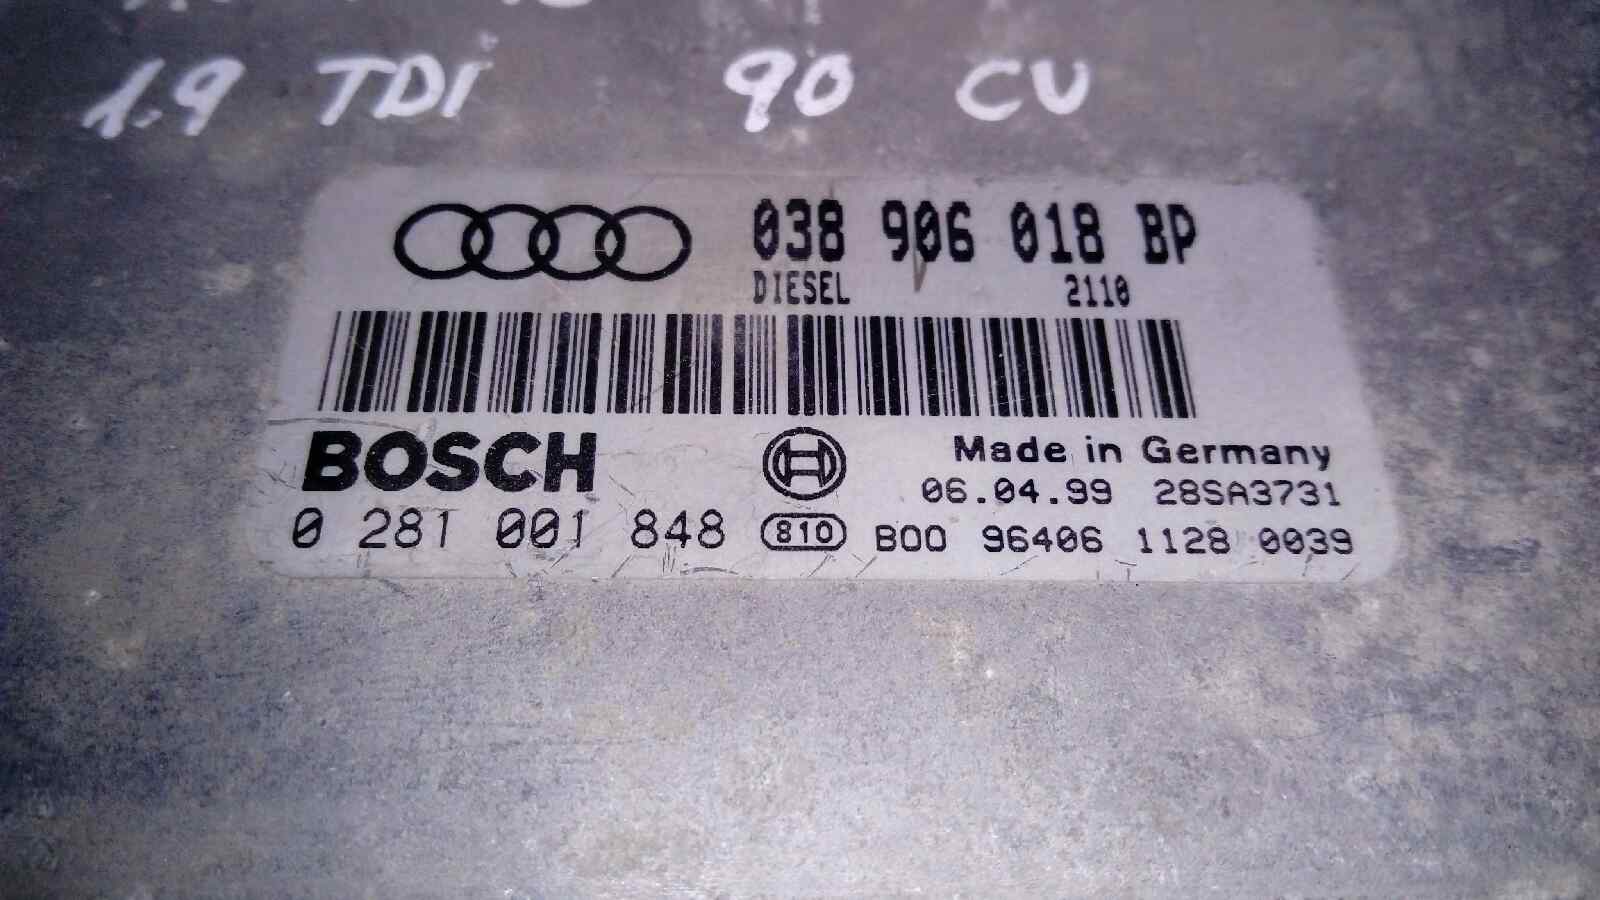 1.9 TDI 90 CV
038 906 018 BP
DIESEL 2110
BOSCH
Made in Germany
06.04.99 28SA3731
0 281 001 848 810 B00 96406 1128 0039